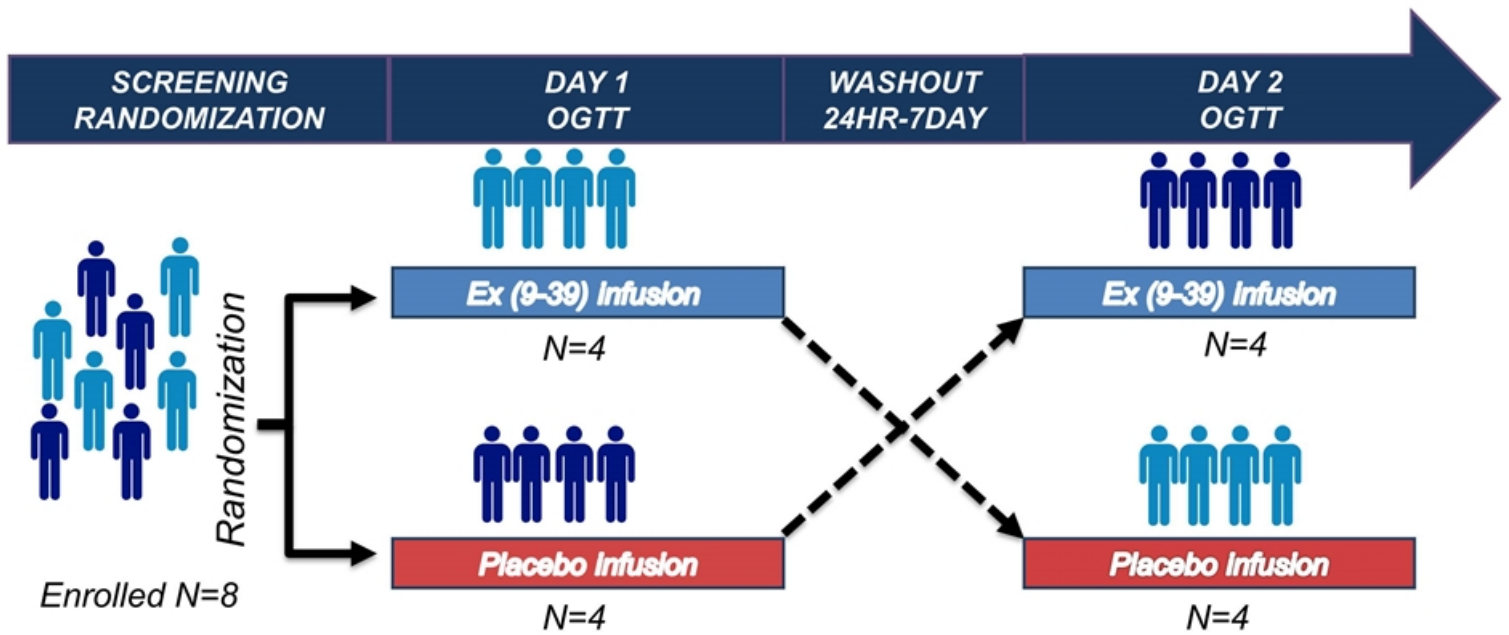 SCREENING
RANDOMIZATION
DAY 1
OGTT
WASHOUT
24HR-7DAY
DAY 2
OGTT
Randomization
Enrolled N=8
Ex (9-39) Infusion
N=4
Placebo Infusion
N=4
Ex (9-39) Infusion
N=4
Placebo Infusion
N=4